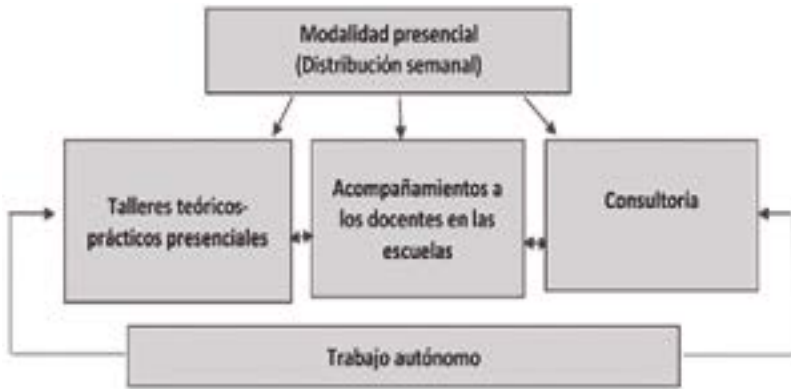 Modalidad presencial
(Distribución semanal)
Talleres teóricos-
prácticos presenciales
Acompañamientos a
los docentes en las
escuelas
Consultoría
Trabajo autónomo